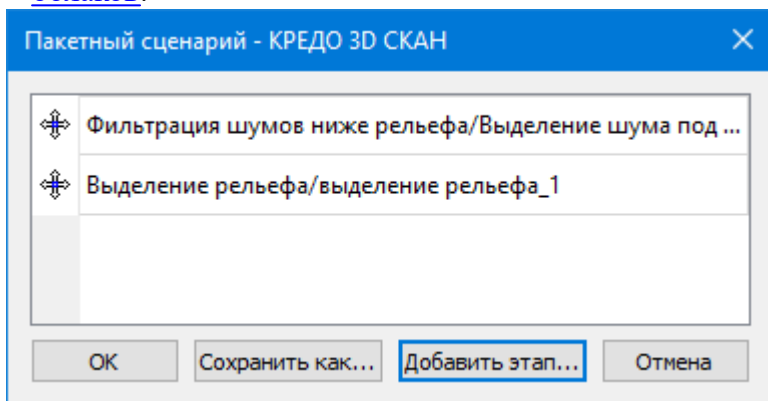 Пакетный сценарий - КРЕДО 3D СКАН
Фильтрация шумов ниже рельефа/Выделение шума под ...
Выделение рельефа/выделение рельефа_1
ОК Сохранить как... Добавить этап... Отмена